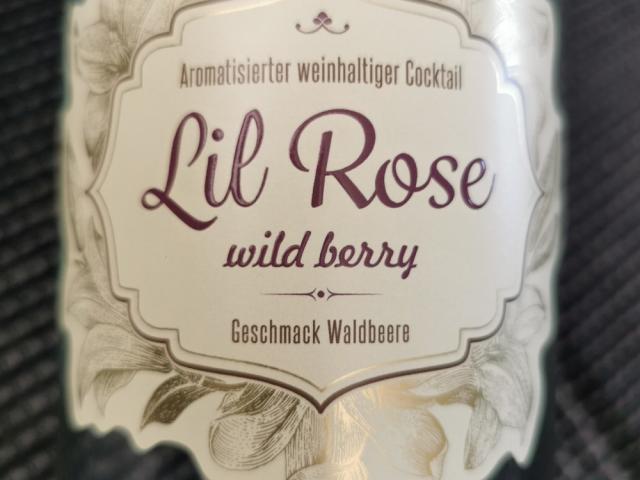 Aromatisierter weinhaltiger Cocktail
Lil Rose
wild berry
Geschmack Waldbeere